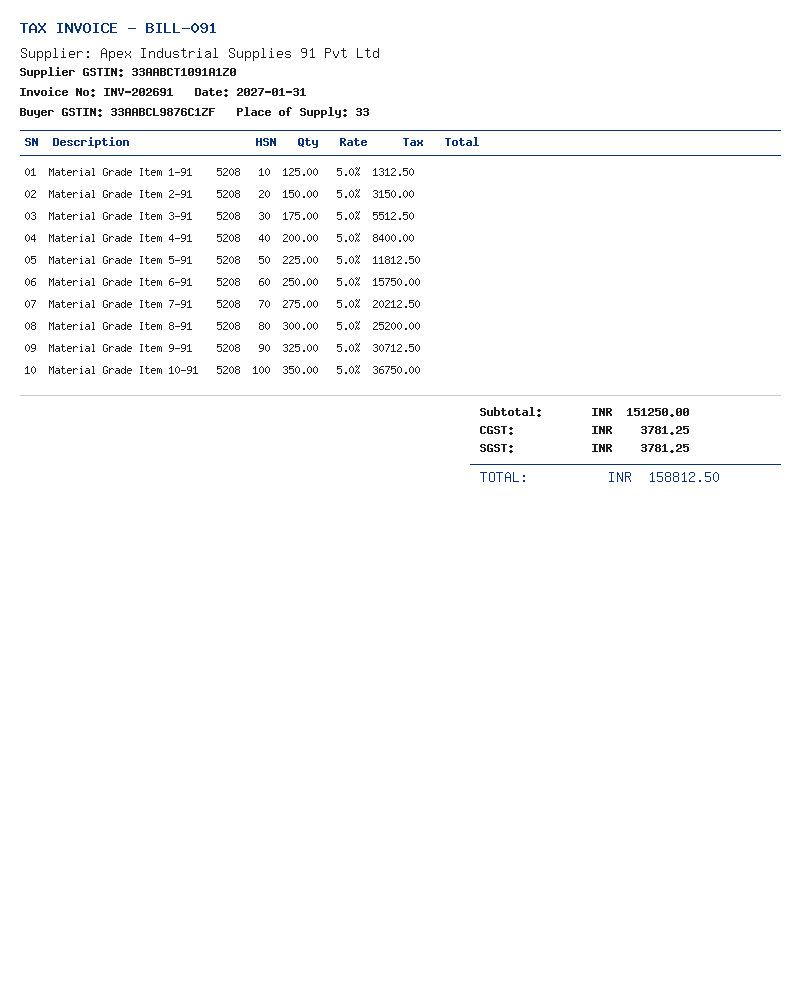 TAX INVOICE - BILL-091
Supplier: Apex Industrial Supplies 91 Pvt Ltd
Supplier GSTIN: 33AABCT1091A1Z0
Invoice No: INV-202691 Date: 2027-01-31
Buyer GSTIN: 33AABCL9876C1ZF Place of Supply: 33
SN Description HSN Qty Rate Tax Total
01 Material Grade Item 1-91 5208 10 125.00 5.0% 1312.50
02 Material Grade Item 2-91 5208 20 150.00 5.0% 3150.00
03 Material Grade Item 3-91 5208 30 175.00 5.0% 5512.50
04 Material Grade Item 4-91 5208 40 200.00 5.0% 8400.00
05 Material Grade Item 5-91 5208 50 225.00 5.0% 11812.50
06 Material Grade Item 6-91 5208 60 250.00 5.0% 15750.00
07 Material Grade Item 7-91 5208 70 275.00 5.0% 20212.50
08 Material Grade Item 8-91 5208 80 300.00 5.0% 25200.00
09 Material Grade Item 9-91 5208 90 325.00 5.0% 30712.50
10 Material Grade Item 10-91 5208 100 350.00 5.0% 36750.00
Subtotal: INR 151250.00
CGST: INR 3781.25
SGST: INR 3781.25
TOTAL: INR 158812.50